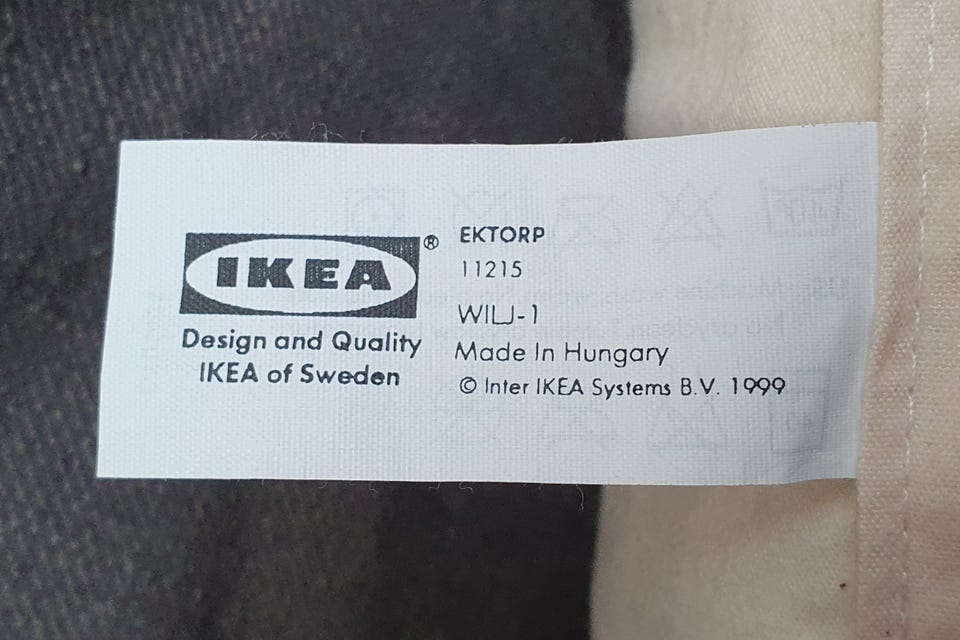 IKEA®
Design and Quality
IKEA of Sweden
EKTORP
11215
WILJ-1
Made In Hungary
© Inter IKEA Systems B.V. 1999